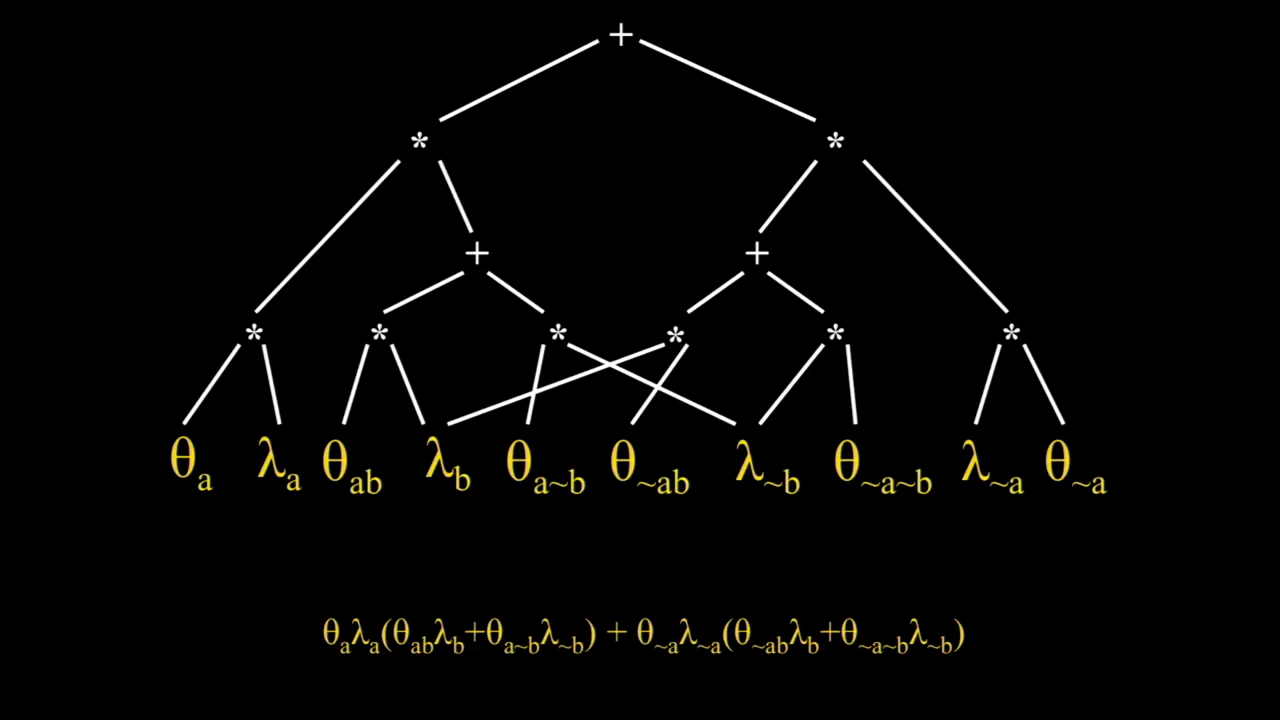 +
* *
+ +
* * * * * *
θa λa θab λb θa~b θ~ab λ~b θ~a~b λ~a θ~a
θaλa(θabλb+θa~bλ~b) + θ~aλ~a(θ~abλb+θ~a~bλ~b)